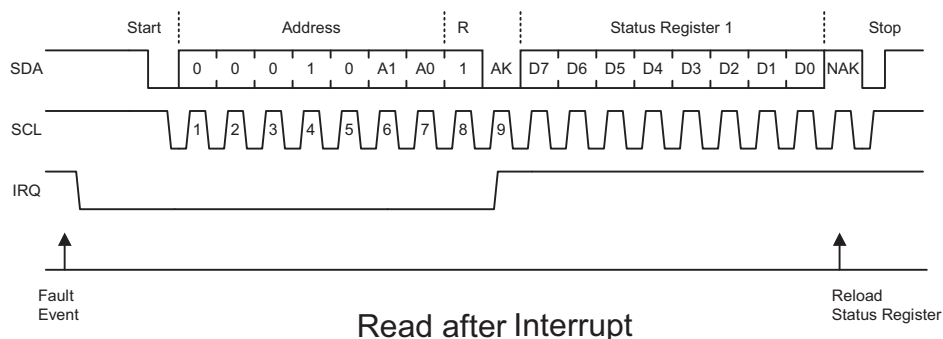 Start Address R Status Register 1 Stop
SDA 0 0 0 1 0 A1 A0 1 AK D7 D6 D5 D4 D3 D2 D1 D0 NAK
SCL 1 2 3 4 5 6 7 8 9
IRQ
Fault
Event
Reload
Status Register
Read after Interrupt